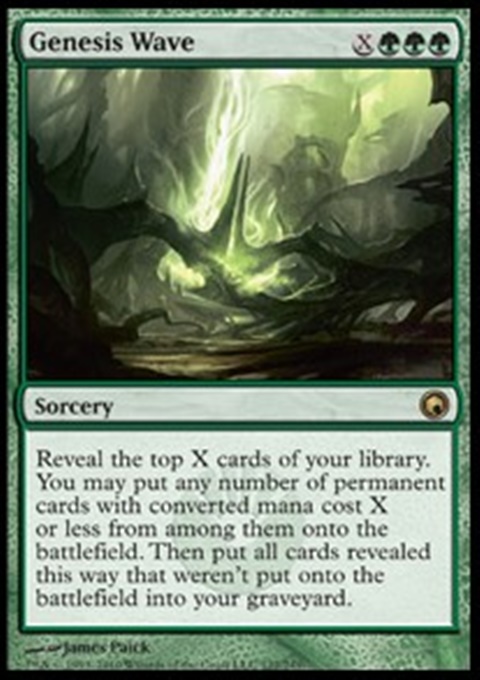 Genesis Wave X
Sorcery
Reveal the top X cards of your library.
You may put any number of permanent
cards with converted mana cost X
or less from among them onto the
battlefield. Then put all cards revealed
this way that weren't put onto the
battlefield into your graveyard.
James Paick